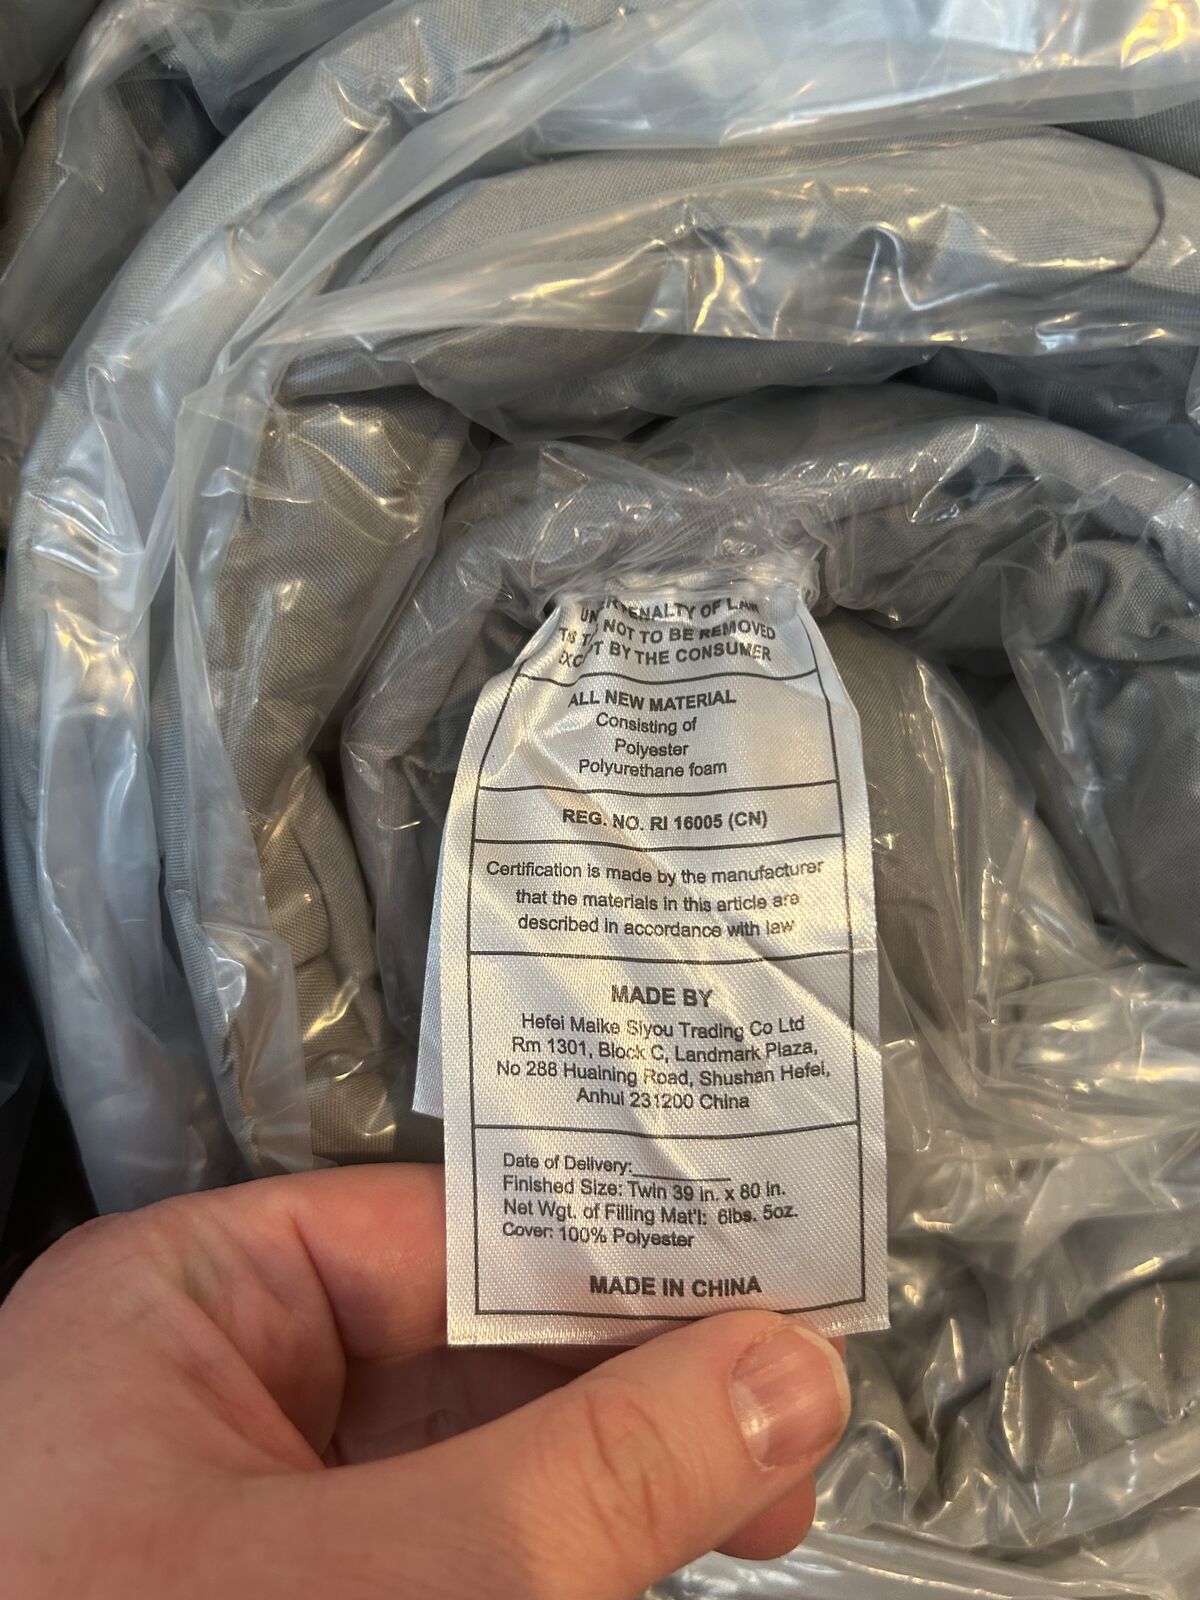 PENALTY OF LAW
NOT TO BE REMOVED
BY THE CONSUMER
ALL NEW MATERIAL
Consisting of
Polyester
Polyurethane foam
REG. NO. RI 16005 (CN)
Certification is made by the manufacturer
that the materials in this article are
described in accordance with law
MADE BY
Hefei Maike Siyou Trading Co Ltd
Rm 1301, Block C, Landmark Plaza,
No 288 Huaining Road, Shushan Hefei,
Anhui 231200 China
Date of Delivery:__________
Finished Size: Twin 39 in. x 80 in.
Net Wgt. of Filling Mat'l: 6lbs. 5oz.
Cover: 100% Polyester
MADE IN CHINA